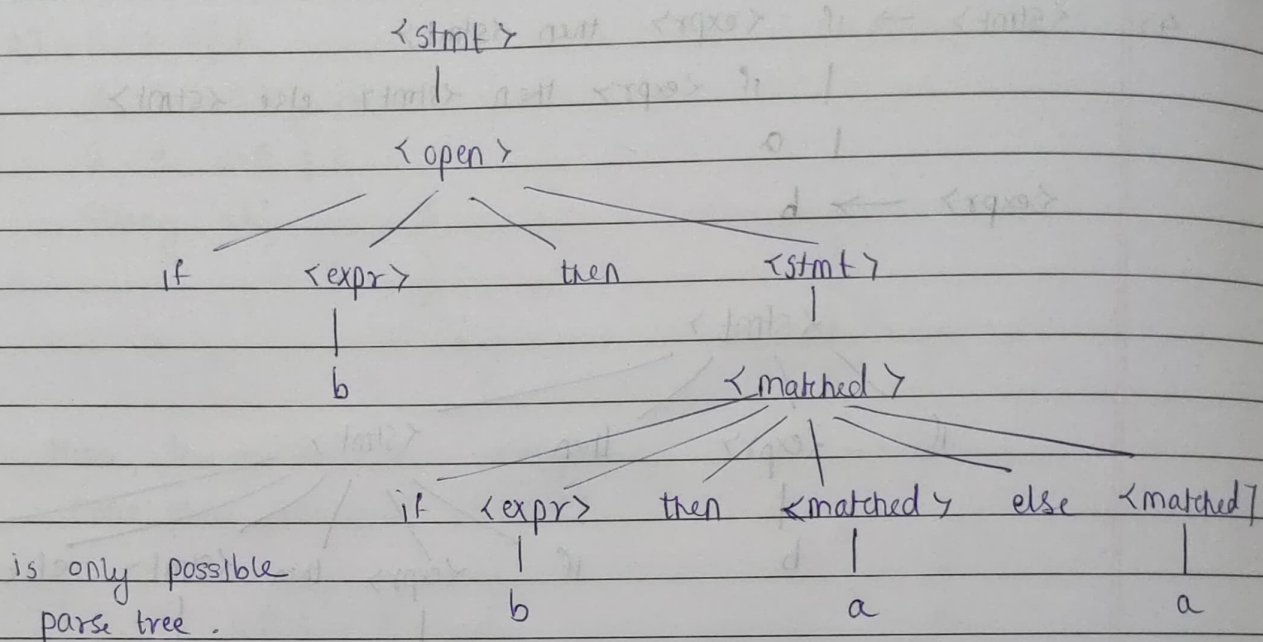 <stmt>
<open>
if <expr> then <stmt>
b
<matched>
if <expr> then <matched> else <matched>
is only possible b a a
parse tree.